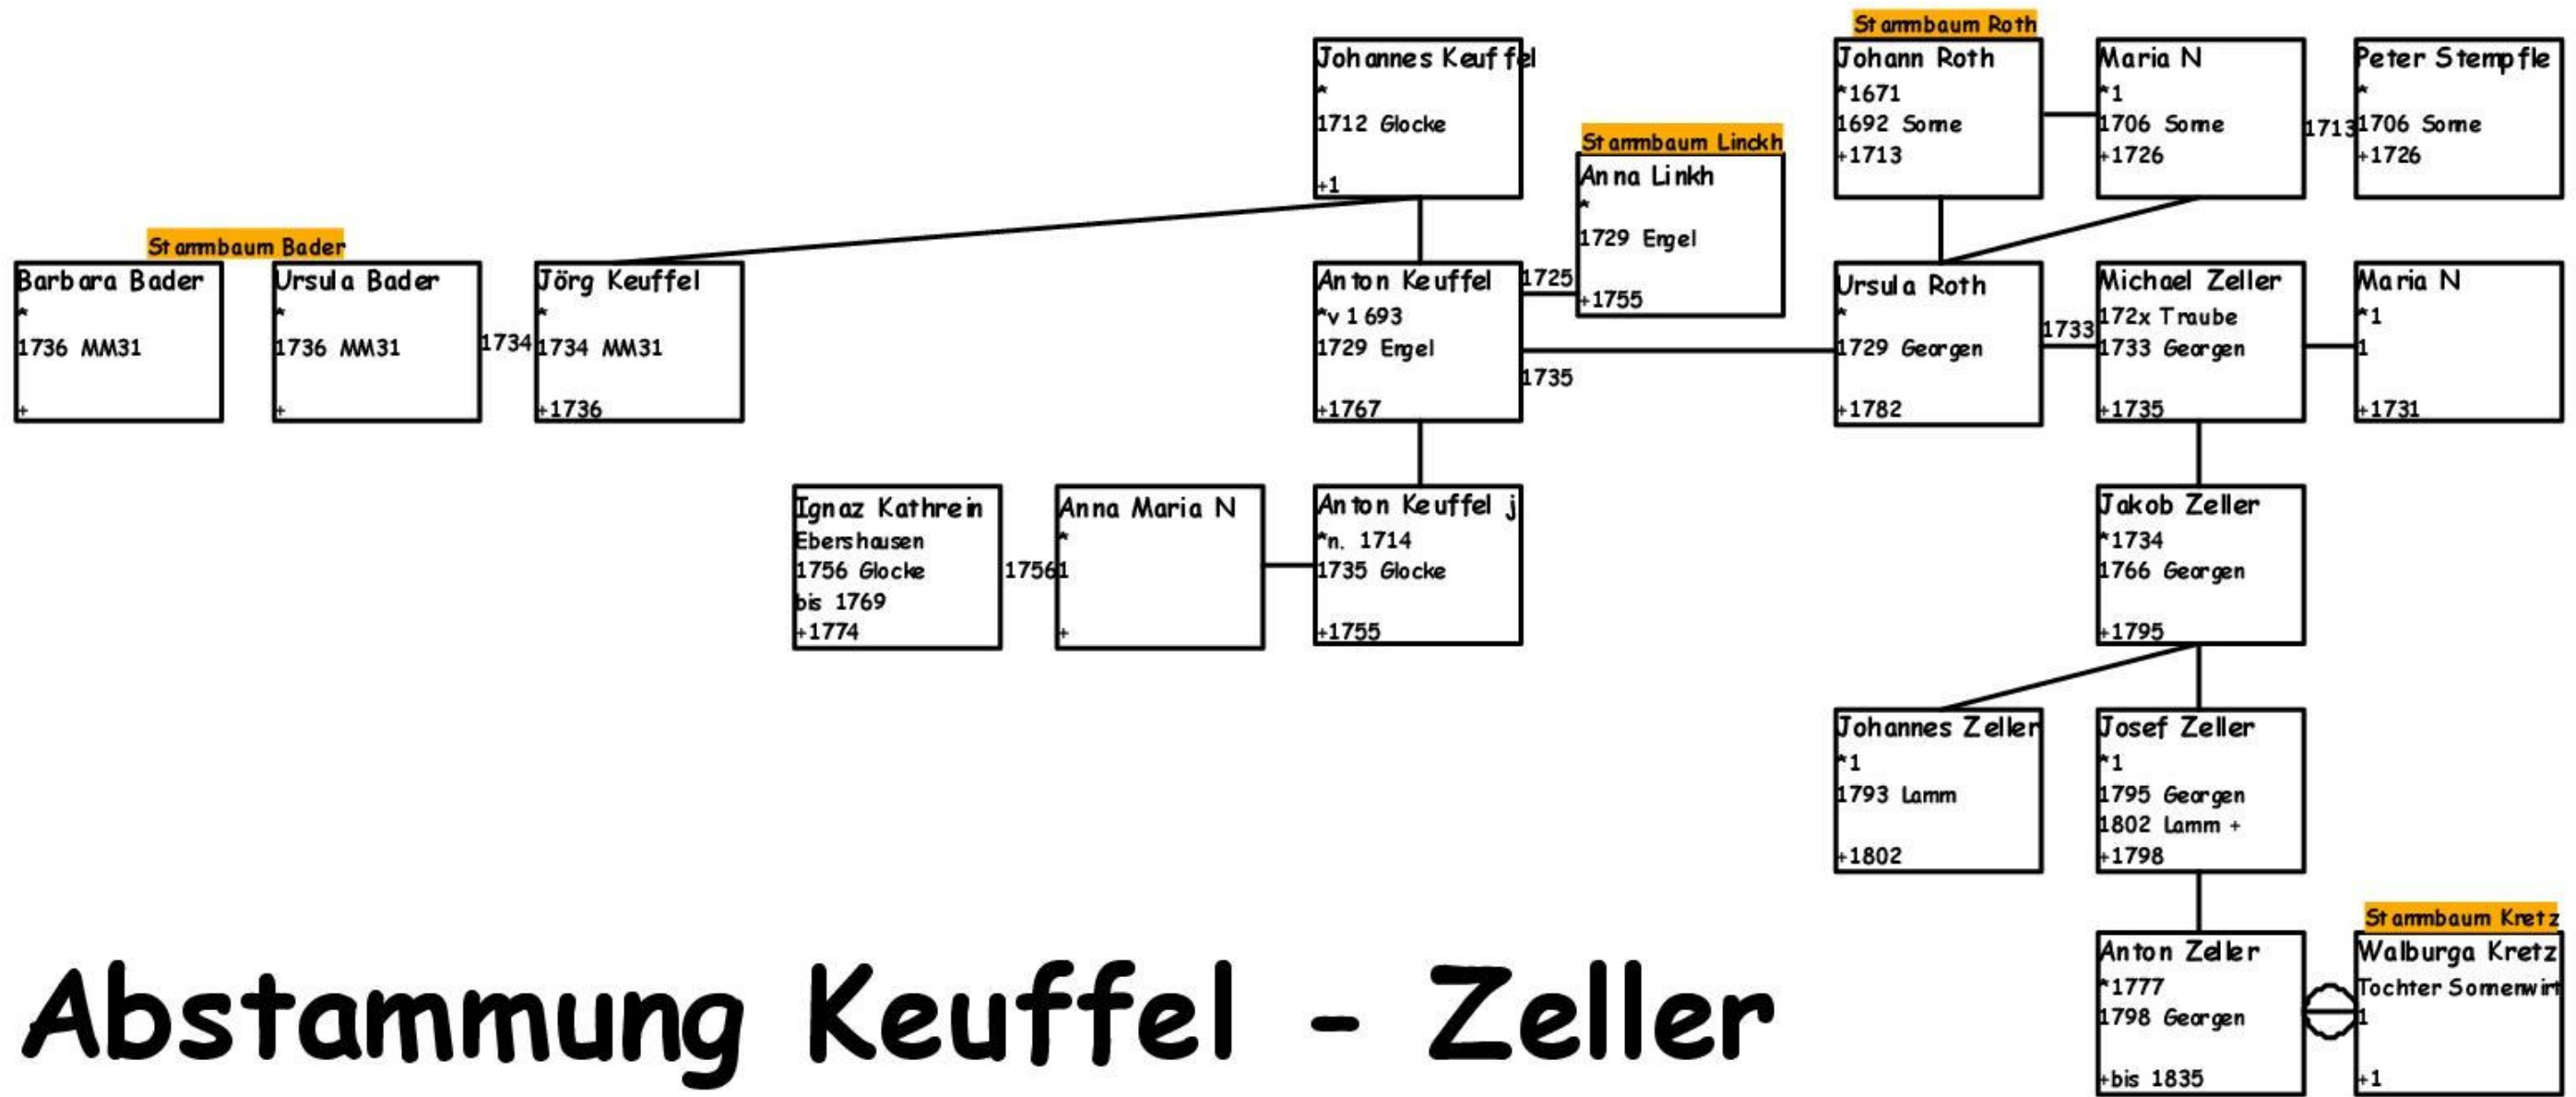 Stammbaum Roth
Johannes Keuffel
*
1712 Glocke
+1
Johann Roth
*1671
1692 Sonne
+1713
Maria N
*1
1706 Sonne
+1726
1713
Peter Stempfle
*
1706 Sonne
+1726
Stammbaum Linckh
Anna Linkh
*
1729 Engel
+1755
Stammbaum Bader
Barbara Bader
*
1736 MM31
+
Ursula Bader
*
1736 MM31
+
1734
Jörg Keuffel
*
1734 MM31
+1736
Anton Keuffel
*v 1693
1729 Engel
+1767
1725
1735
Ursula Roth
*
1729 Georgen
+1782
1733
Michael Zeller
172x Traube
1733 Georgen
+1735
Maria N
*1
1
+1731
Ignaz Kathrein
Ebershausen
1756 Glocke
bis 1769
+1774
1756
Anna Maria N
*
1
+
Anton Keuffel j
*n. 1714
1735 Glocke
+1755
Jakob Zeller
*1734
1766 Georgen
+1795
Johannes Zeller
*1
1793 Lamm
+1802
Josef Zeller
*1
1795 Georgen
1802 Lamm +
+1798
Stammbaum Kretz
Anton Zeller
*1777
1798 Georgen
+bis 1835
Walburga Kretz
Tochter Sonnenwirt
1
+1
Abstammung Keuffel - Zeller